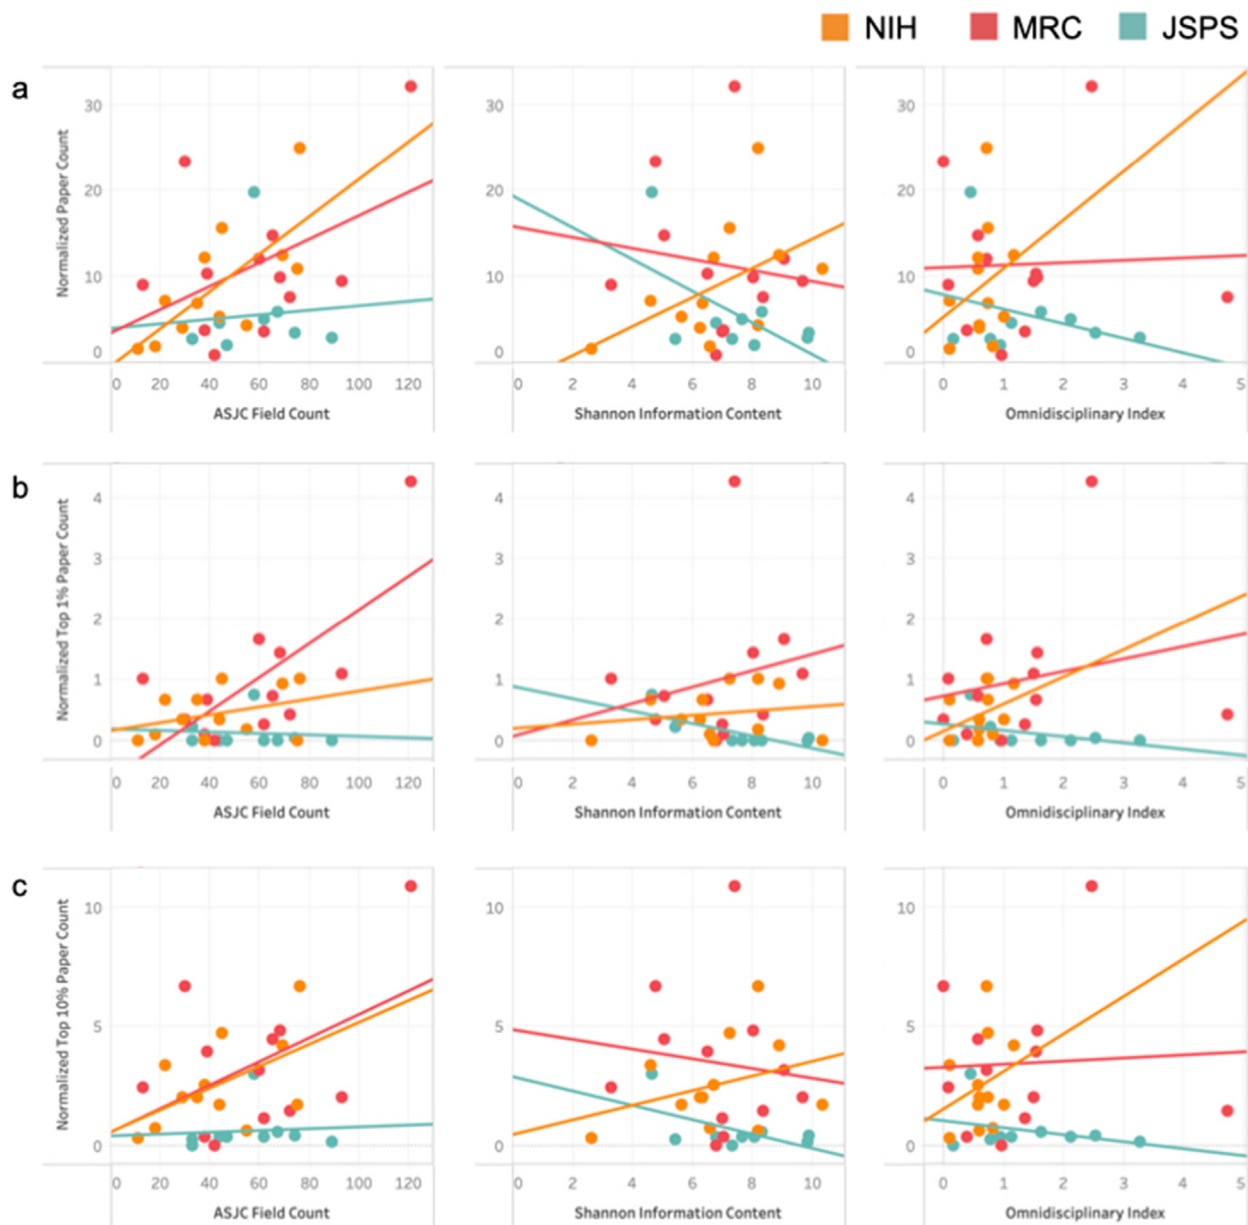 NIH MRC JSPS
a
Normalized Paper Count
30
20
10
0
0 20 40 60 80 100 120
ASJC Field Count
0 2 4 6 8 10
Shannon Information Content
30
20
10
0
0 1 2 3 4 5
Omnidisciplinary Index
b
Normalized Top 1% Paper Count
4
3
2
1
0
0 20 40 60 80 100 120
ASJC Field Count
4
3
2
1
0
0 2 4 6 8 10
Shannon Information Content
4
3
2
1
0
0 1 2 3 4 5
Omnidisciplinary Index
c
Normalized Top 10% Paper Count
10
5
0
0 20 40 60 80 100 120
ASJC Field Count
10
5
0
0 2 4 6 8 10
Shannon Information Content
10
5
0
0 1 2 3 4 5
Omnidisciplinary Index